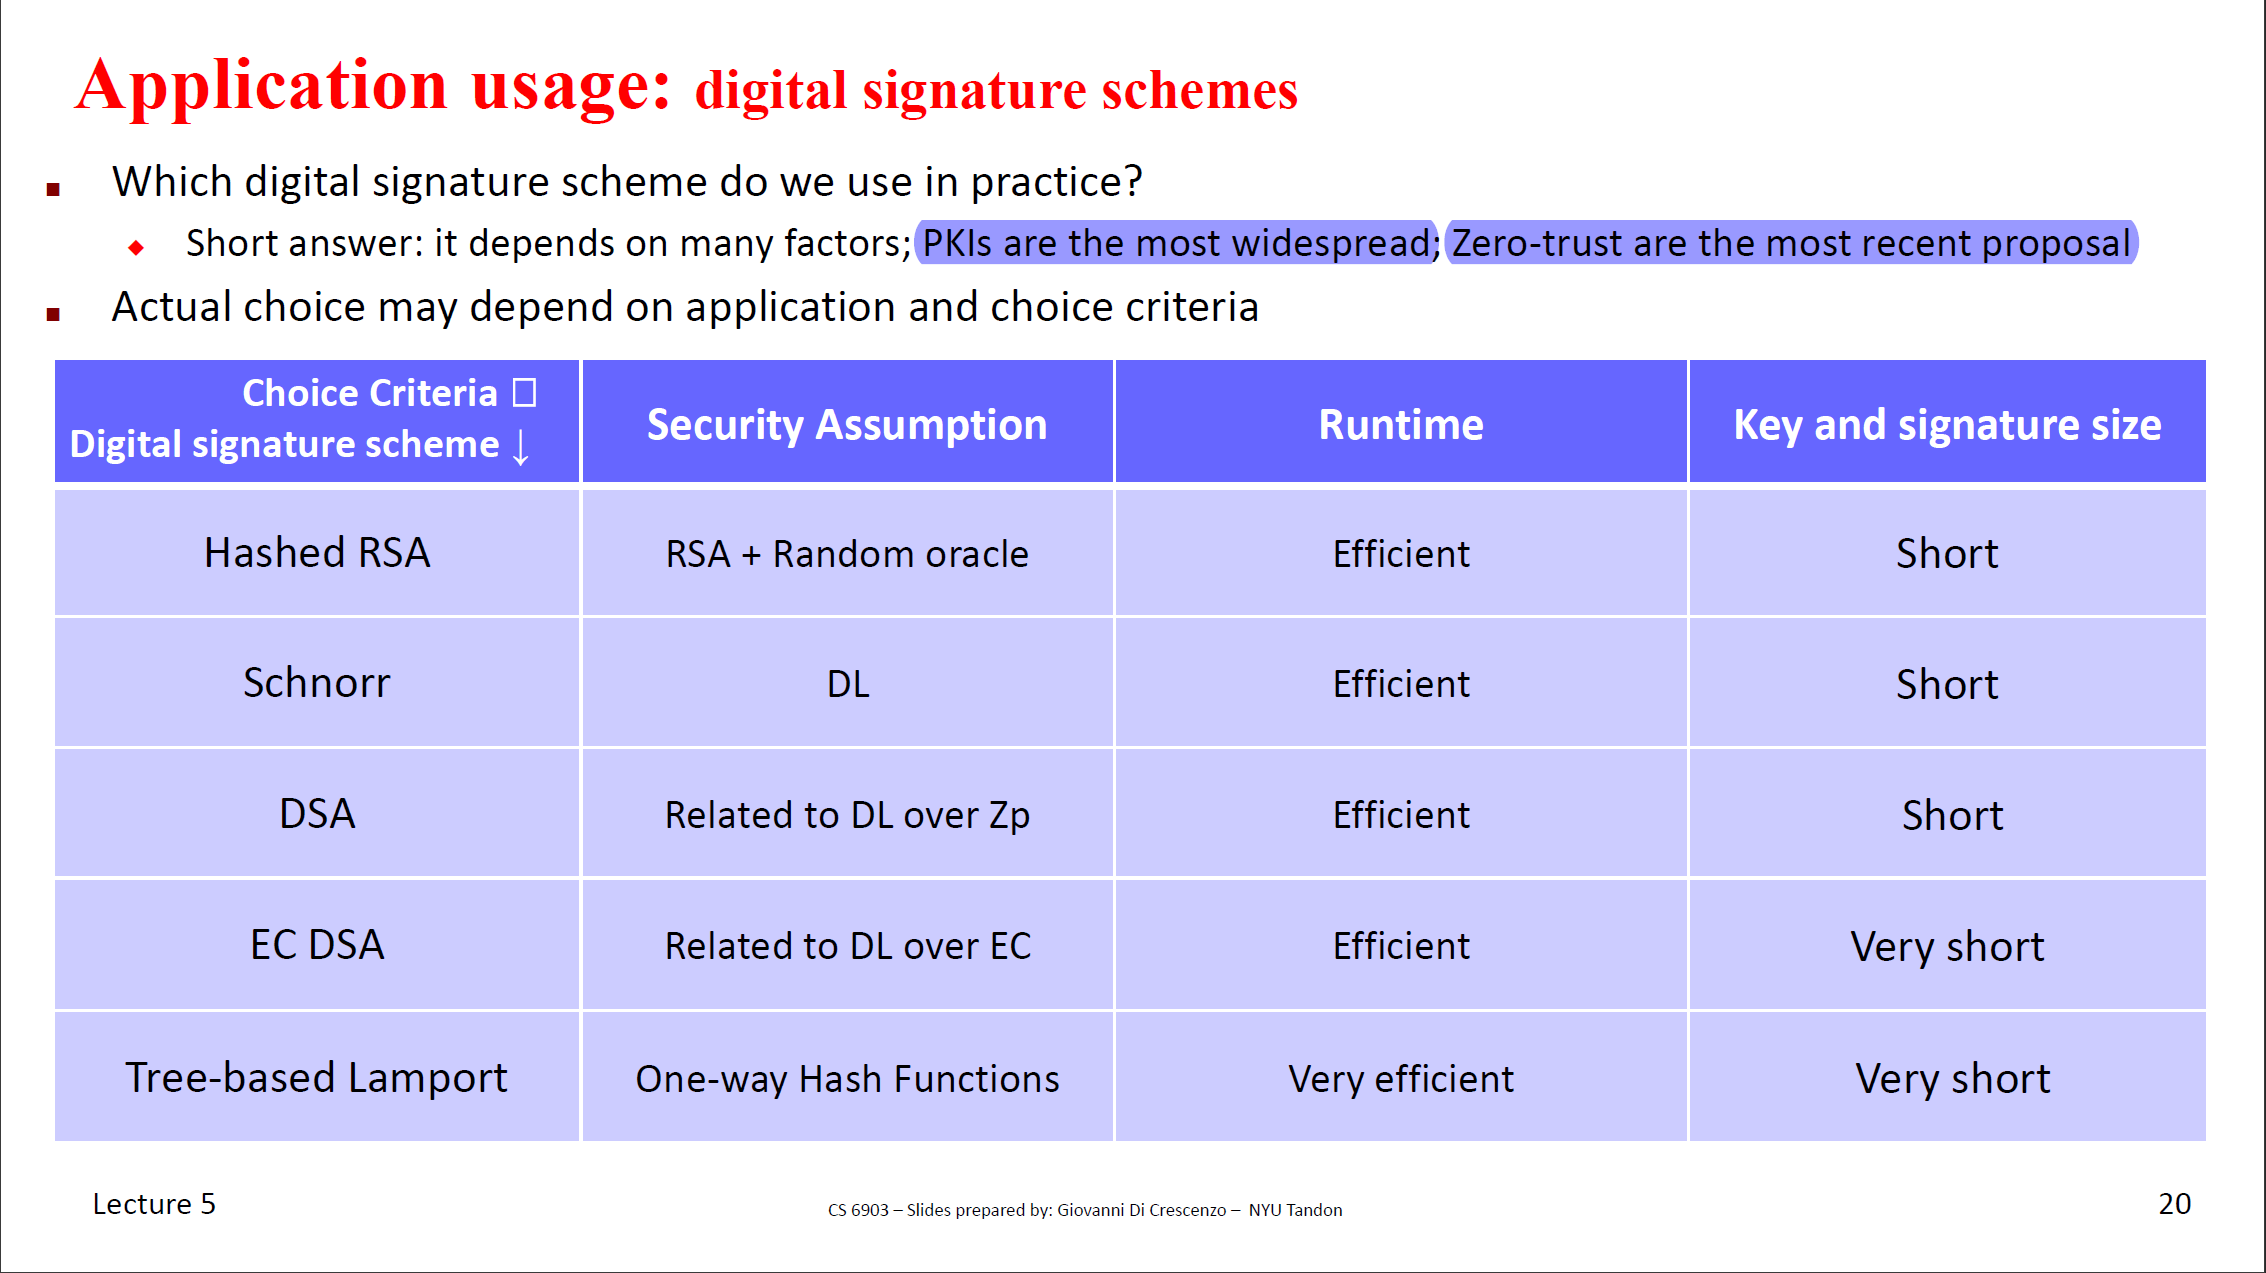 Application usage: digital signature schemes
Which digital signature scheme do we use in practice?
Short answer: it depends on many factors; PKIs are the most widespread; Zero-trust are the most recent proposal
Actual choice may depend on application and choice criteria
Choice Criteria □
Digital signature scheme ↓
Security Assumption
Runtime
Key and signature size
Hashed RSA
RSA + Random oracle
Efficient
Short
Schnorr
DL
Efficient
Short
DSA
Related to DL over Zp
Efficient
Short
EC DSA
Related to DL over EC
Efficient
Very short
Tree-based Lamport
One-way Hash Functions
Very efficient
Very short
Lecture 5
CS 6903 – Slides prepared by: Giovanni Di Crescenzo – NYU Tandon
20